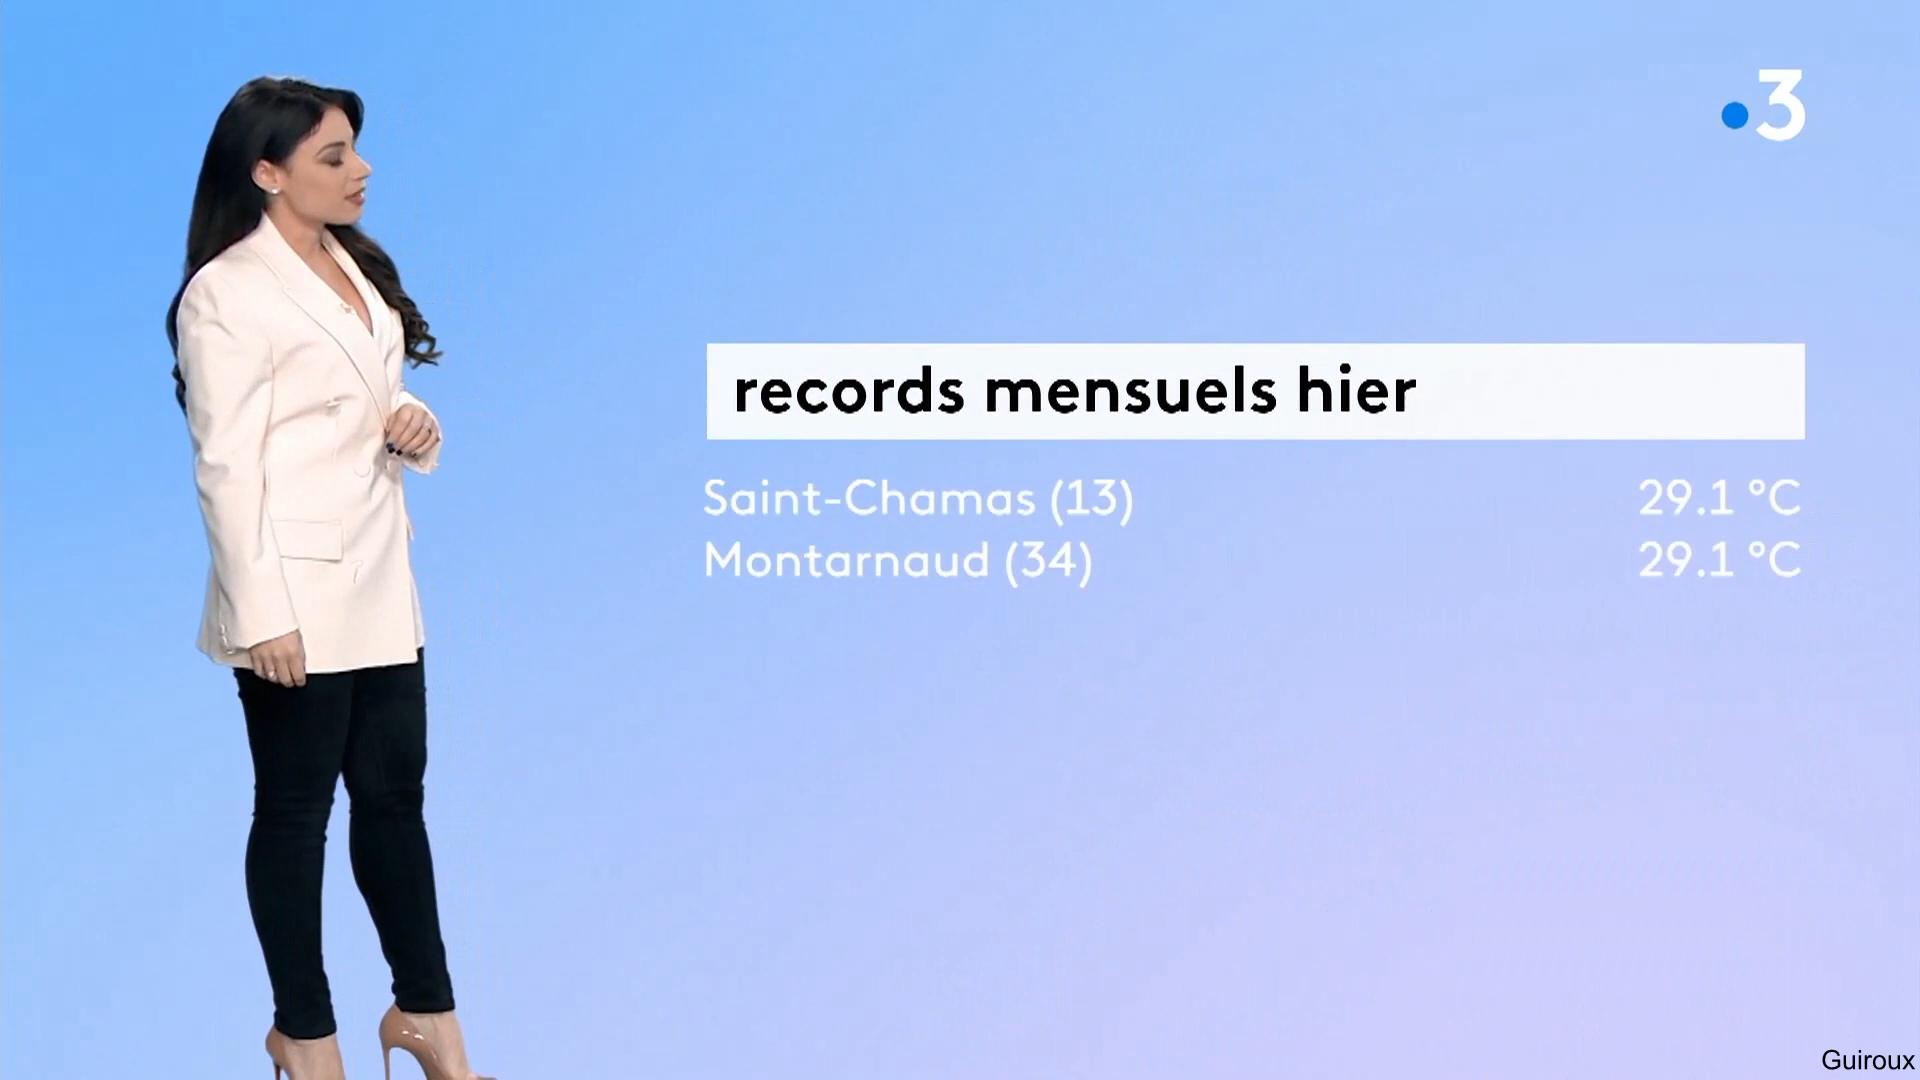 3
records mensuels hier
Saint-Chamas (13) 29.1 °C
Montarnaud (34) 29.1 °C
Guiroux